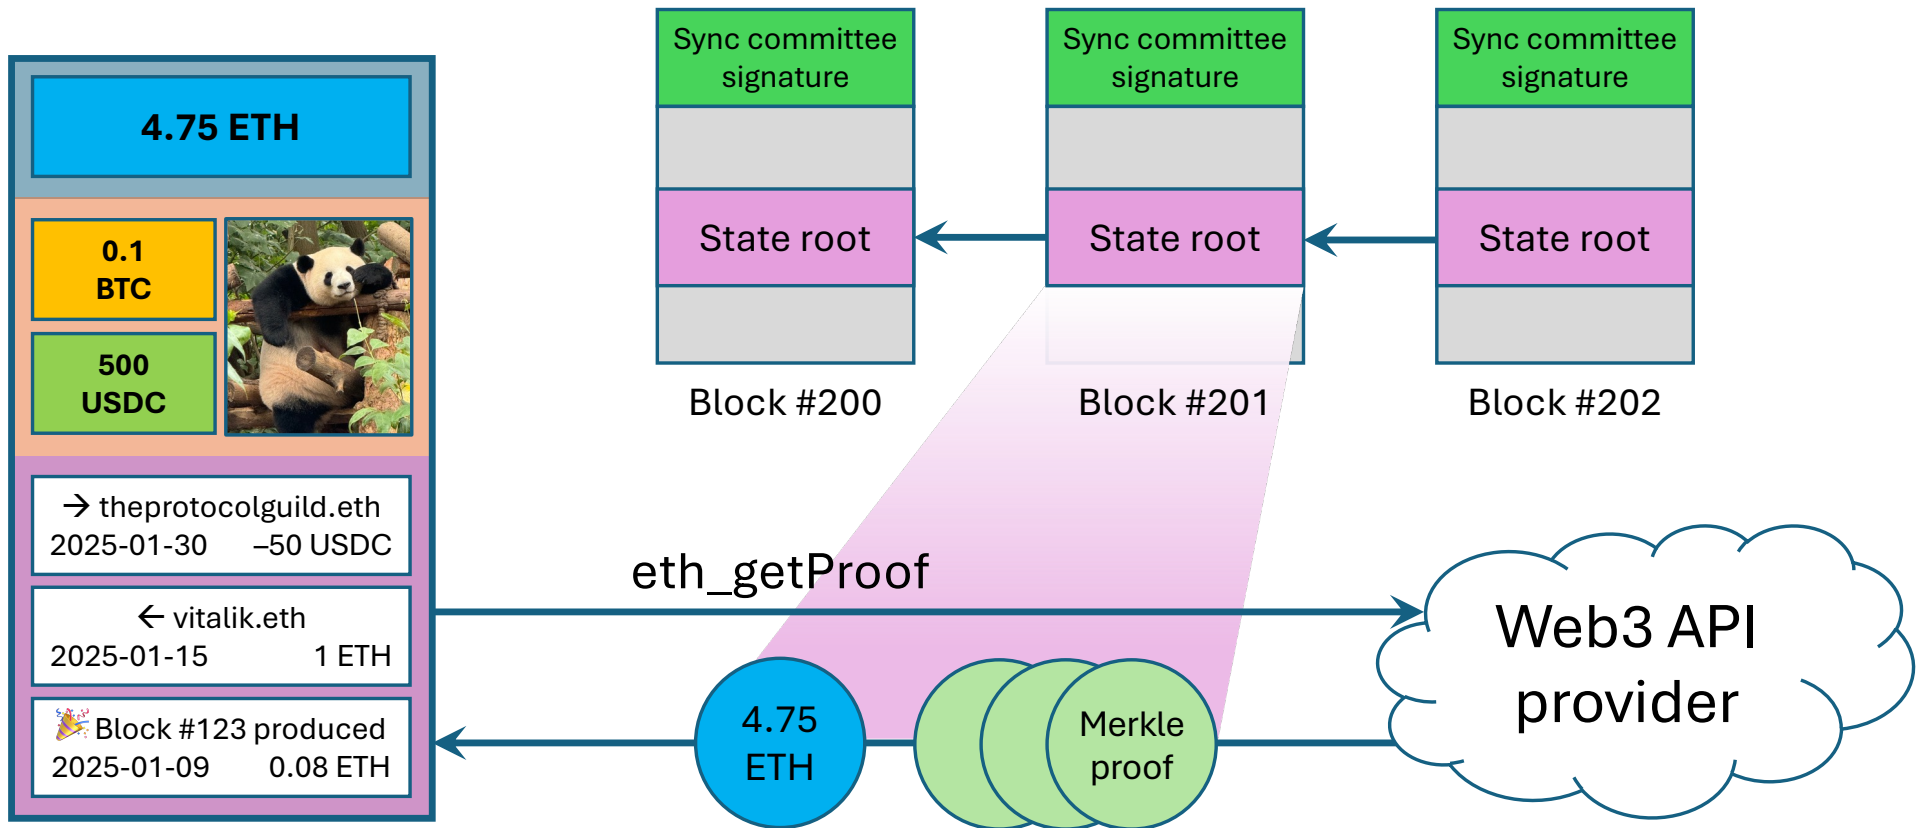 4.75 ETH
0.1
BTC
500
USDC
→ theprotocolguild.eth
2025-01-30 –50 USDC
← vitalik.eth
2025-01-15 1 ETH
🎉 Block #123 produced
2025-01-09 0.08 ETH
Sync committee
signature
State root
Block #200
Sync committee
signature
State root
Block #201
Sync committee
signature
State root
Block #202
eth_getProof
4.75
ETH
Merkle
proof
Web3 API
provider